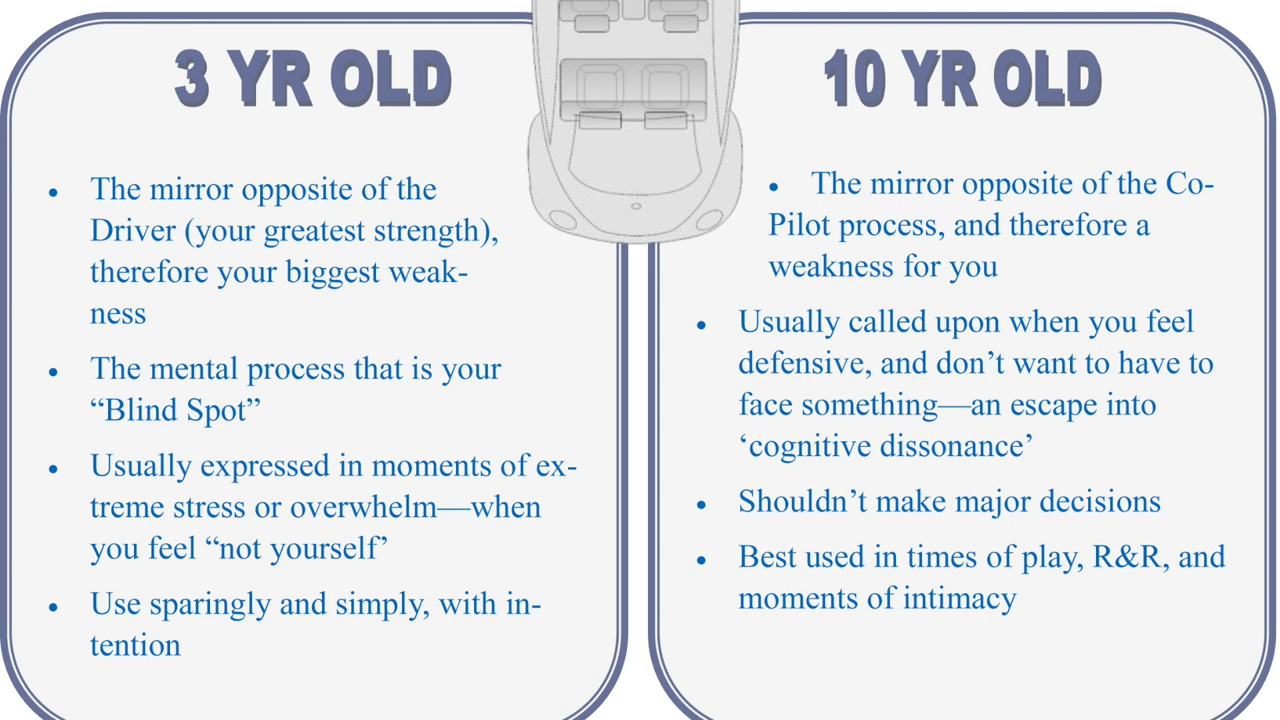 3 YR OLD
• The mirror opposite of the
Driver (your greatest strength),
therefore your biggest weak-
ness
• The mental process that is your
“Blind Spot”
• Usually expressed in moments of ex-
treme stress or overwhelm—when
you feel “not yourself’
• Use sparingly and simply, with in-
tention
10 YR OLD
• The mirror opposite of the Co-
Pilot process, and therefore a
weakness for you
• Usually called upon when you feel
defensive, and don’t want to have to
face something—an escape into
‘cognitive dissonance’
• Shouldn’t make major decisions
• Best used in times of play, R&R, and
moments of intimacy